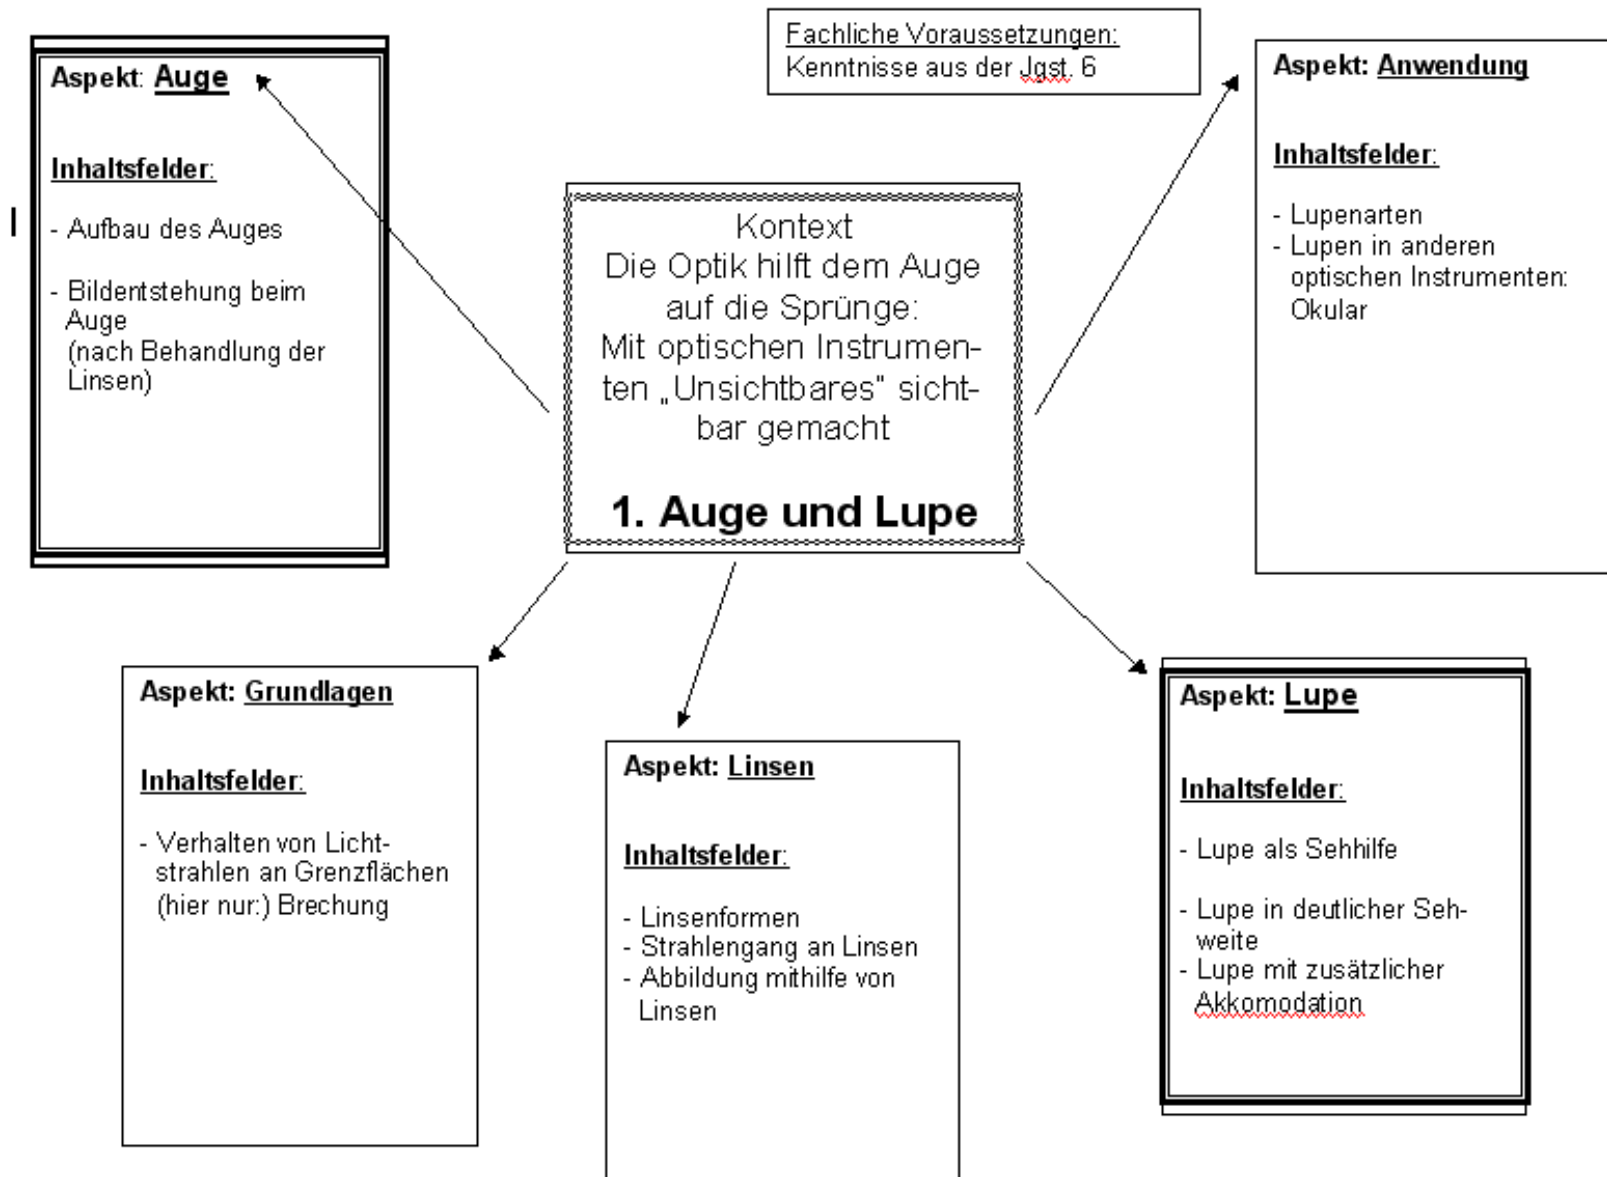 Fachliche Voraussetzungen:
Kenntnisse aus der Jgst. 6
Aspekt: Auge
Inhaltsfelder:
- Aufbau des Auges
- Bildentstehung beim
Auge
(nach Behandlung der
Linsen)
Kontext
Die Optik hilft dem Auge
auf die Sprünge:
Mit optischen Instrumen-
ten „Unsichtbares" sicht-
bar gemacht
1. Auge und Lupe
Aspekt: Anwendung
Inhaltsfelder:
- Lupenarten
- Lupen in anderen
optischen Instrumenten:
Okular
Aspekt: Grundlagen
Inhaltsfelder:
- Verhalten von Licht-
strahlen an Grenzflächen
(hier nur:) Brechung
Aspekt: Linsen
Inhaltsfelder:
- Linsenformen
- Strahlengang an Linsen
- Abbildung mithilfe von
Linsen
Aspekt: Lupe
Inhaltsfelder:
- Lupe als Sehhilfe
- Lupe in deutlicher Seh-
weite
- Lupe mit zusätzlicher
Akkomodation